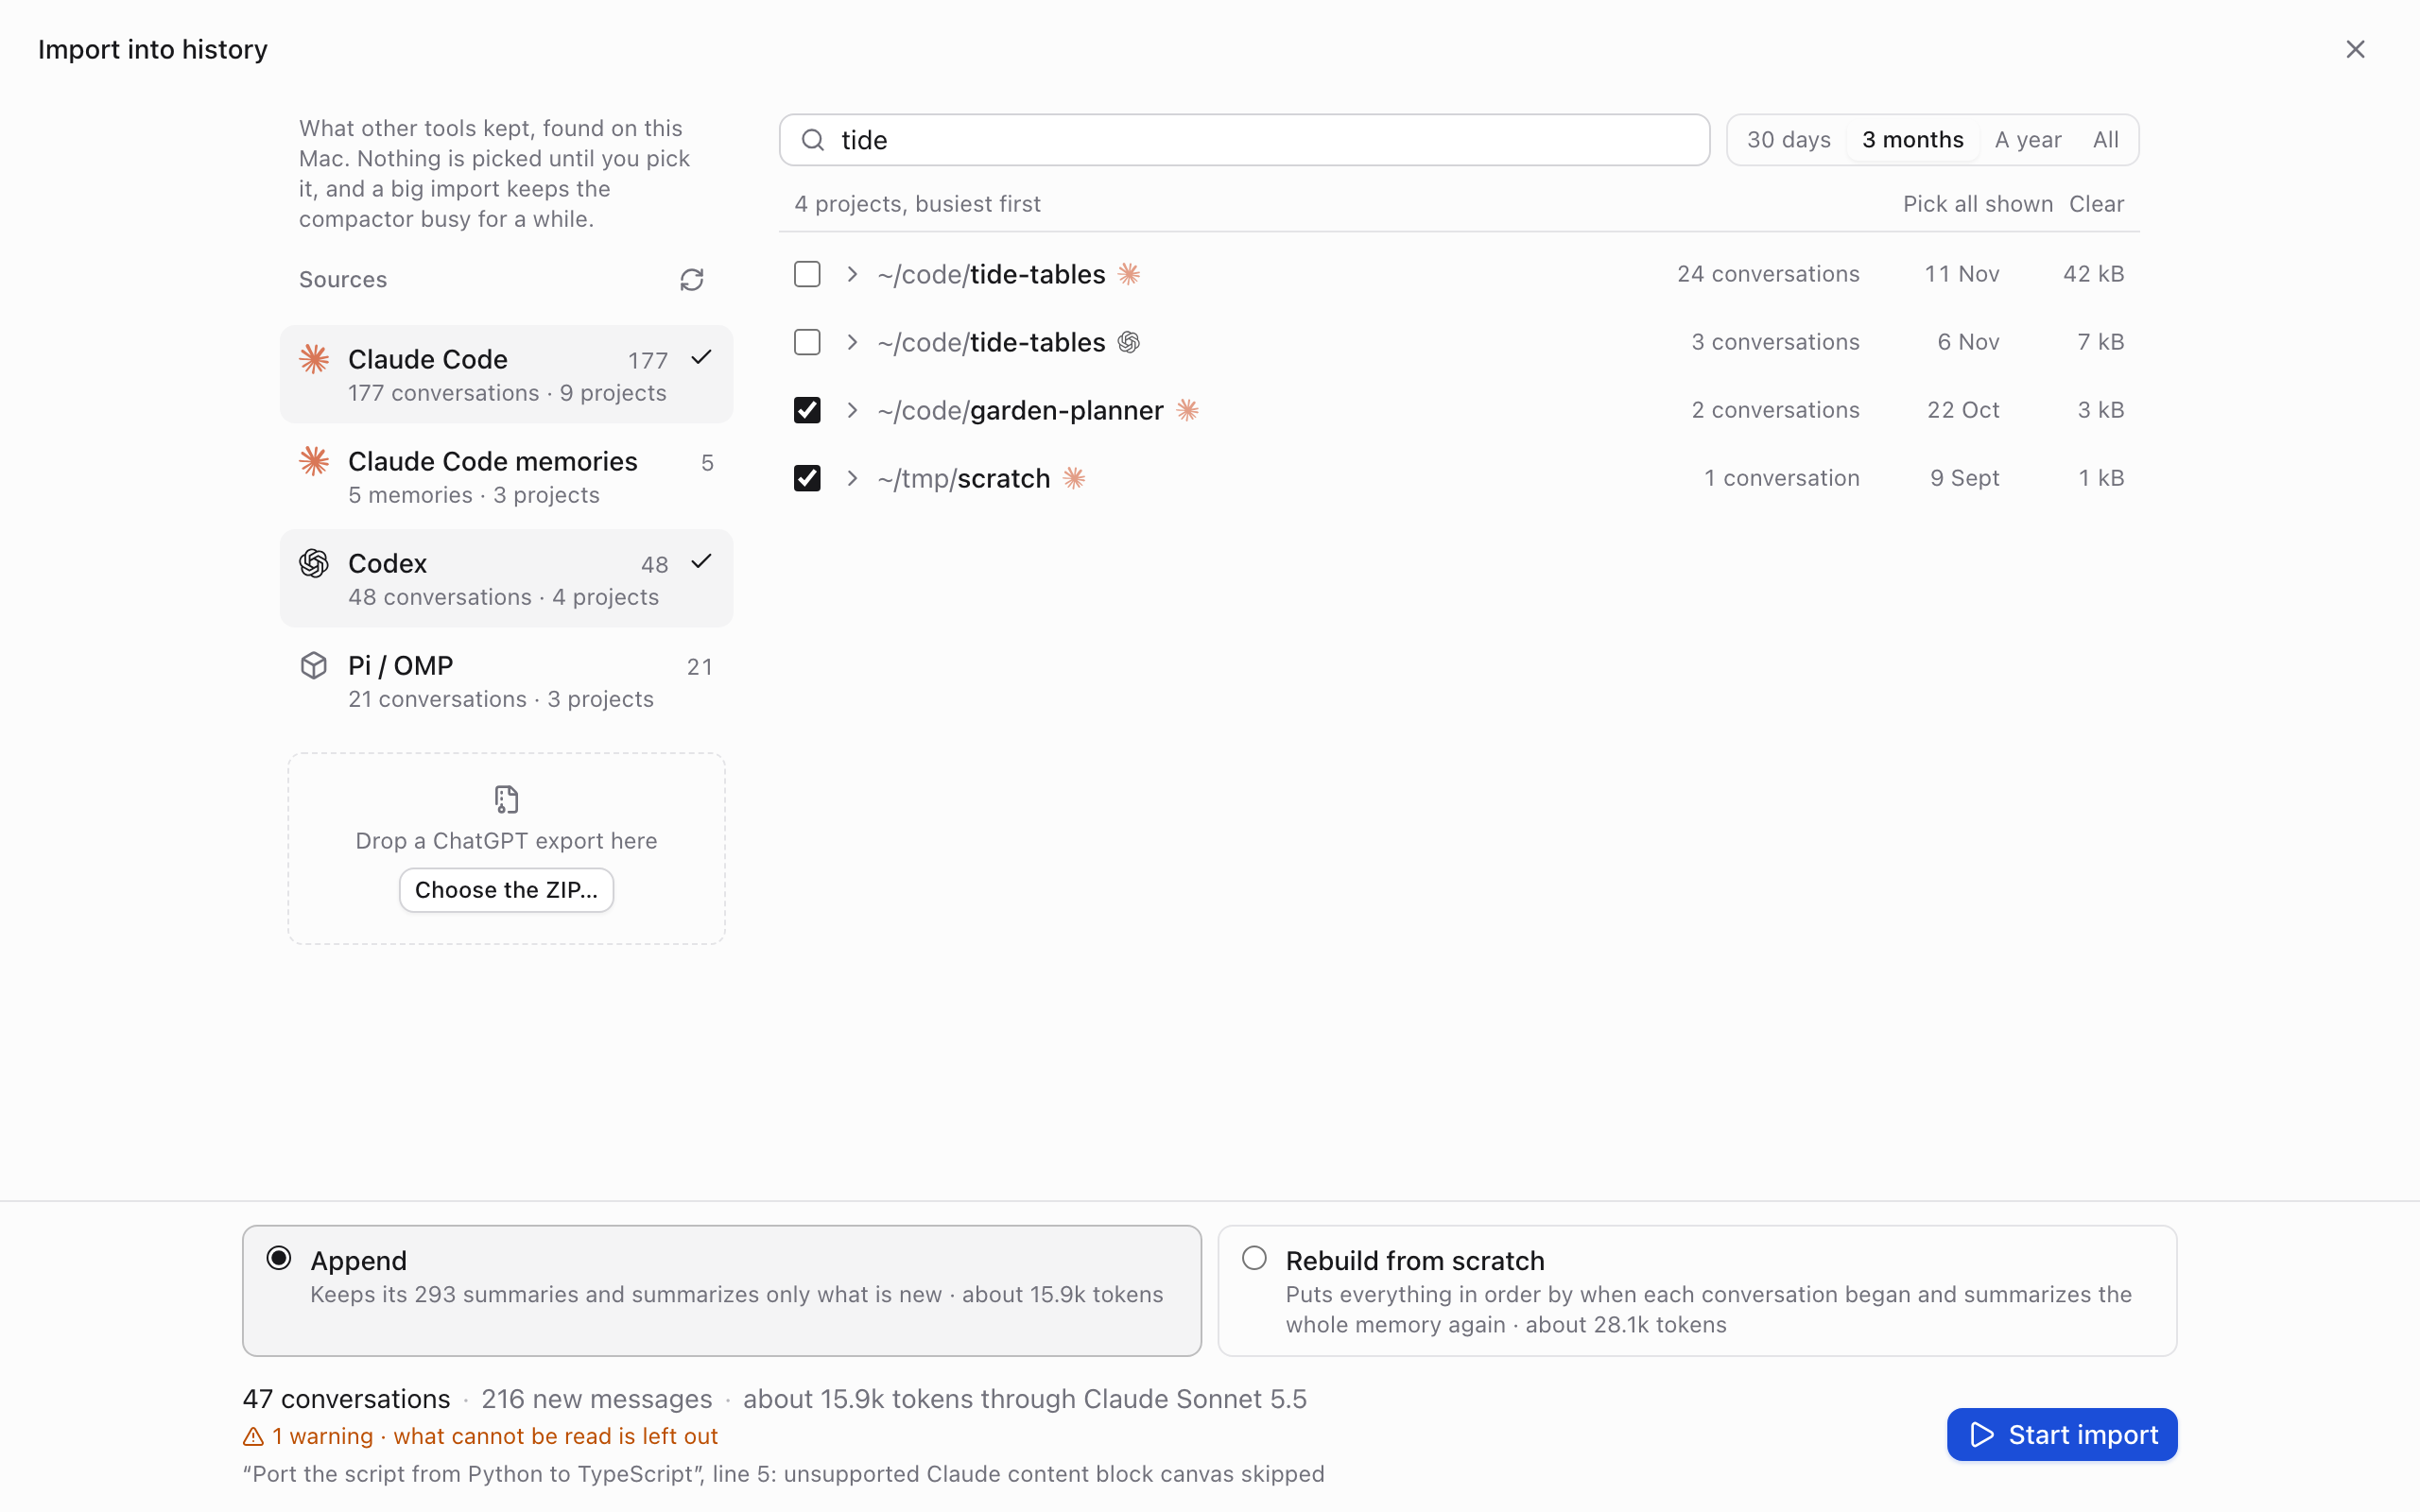 Import into history
What other tools kept, found on this
Mac. Nothing is picked until you pick
it, and a big import keeps the
compactor busy for a while.
Sources
Claude Code 177
177 conversations · 9 projects
Claude Code memories 5
5 memories · 3 projects
Codex 48
48 conversations · 4 projects
Pi / OMP 21
21 conversations · 3 projects
Drop a ChatGPT export here
Choose the ZIP...
tide
30 days 3 months A year All
4 projects, busiest first Pick all shown Clear
~/code/tide-tables 24 conversations 11 Nov 42 kB
~/code/tide-tables 3 conversations 6 Nov 7 kB
~/code/garden-planner 2 conversations 22 Oct 3 kB
~/tmp/scratch 1 conversation 9 Sept 1 kB
Append
Keeps its 293 summaries and summarizes only what is new · about 15.9k tokens
Rebuild from scratch
Puts everything in order by when each conversation began and summarizes the
whole memory again · about 28.1k tokens
47 conversations · 216 new messages · about 15.9k tokens through Claude Sonnet 5.5
1 warning · what cannot be read is left out
“Port the script from Python to TypeScript”, line 5: unsupported Claude content block canvas skipped
Start import